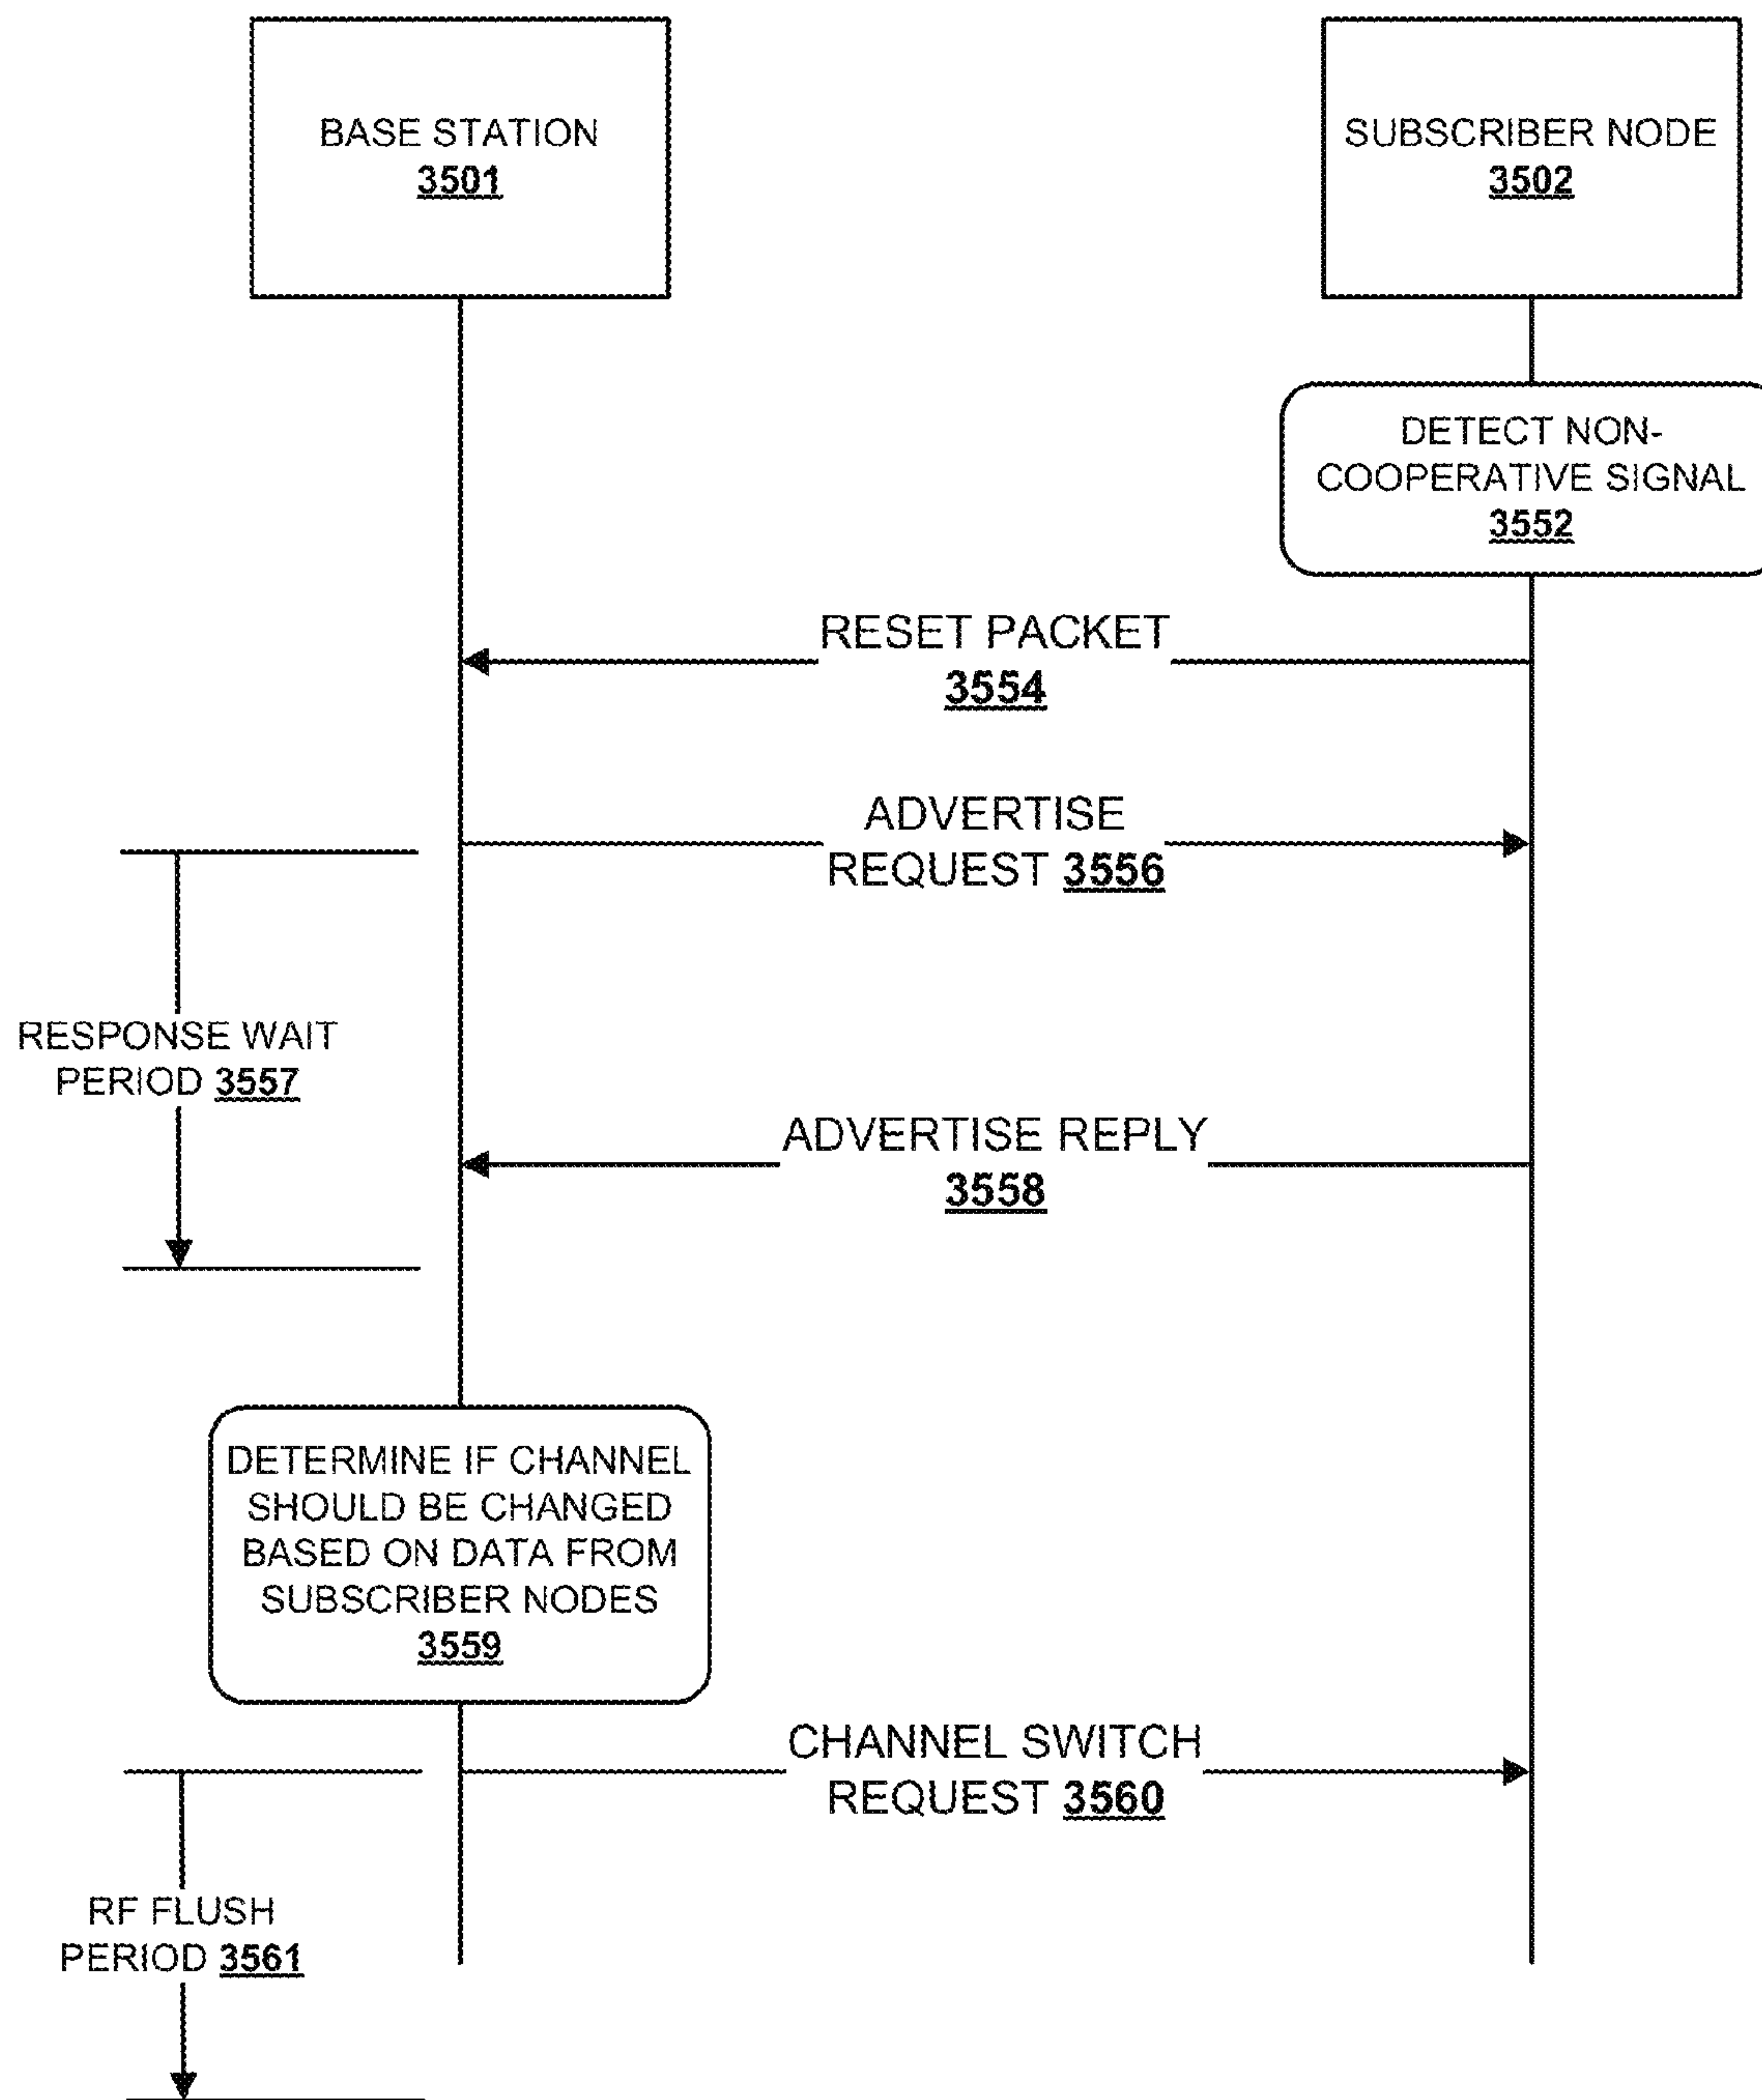 BASE STATION
3501
SUBSCRIBER NODE
3502
DETECT NON-
COOPERATIVE SIGNAL
3552
RESET PACKET
3554
ADVERTISE
REQUEST 3556
RESPONSE WAIT
PERIOD 3557
ADVERTISE REPLY
3558
DETERMINE IF CHANNEL
SHOULD BE CHANGED
BASED ON DATA FROM
SUBSCRIBER NODES
3559
CHANNEL SWITCH
REQUEST 3560
RF FLUSH
PERIOD 3561